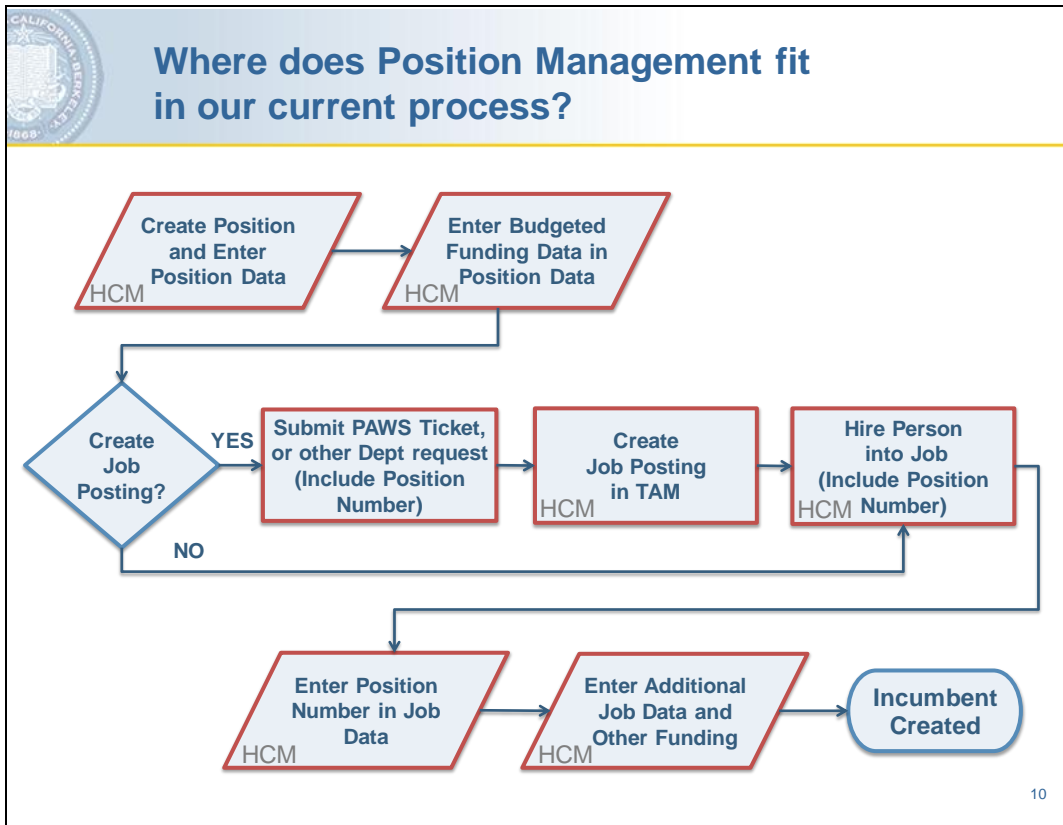 CALIFORNIA
BERKELEY
1868
Where does Position Management fit
in our current process?
Create Position
and Enter
Position Data
HCM
Enter Budgeted
Funding Data in
Position Data
HCM
Create
Job
Posting?
YES
NO
Submit PAWS Ticket,
or other Dept request
(Include Position
Number)
Create
Job Posting
in TAM
HCM
Hire Person
into Job
(Include Position
Number)
HCM
Enter Position
Number in Job
Data
HCM
Enter Additional
Job Data and
Other Funding
HCM
Incumbent
Created
10